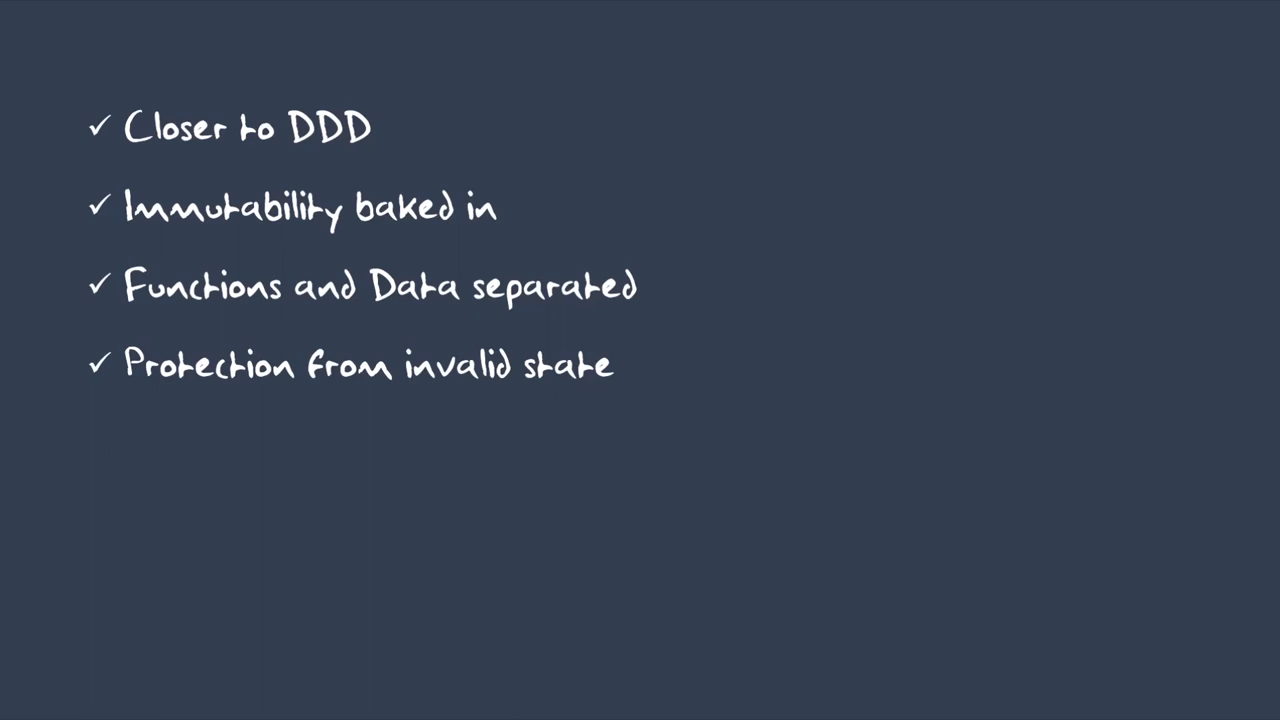 ✓ Closer to DDD
✓ Immutability baked in
✓ Functions and Data separated
✓ Protection from invalid state